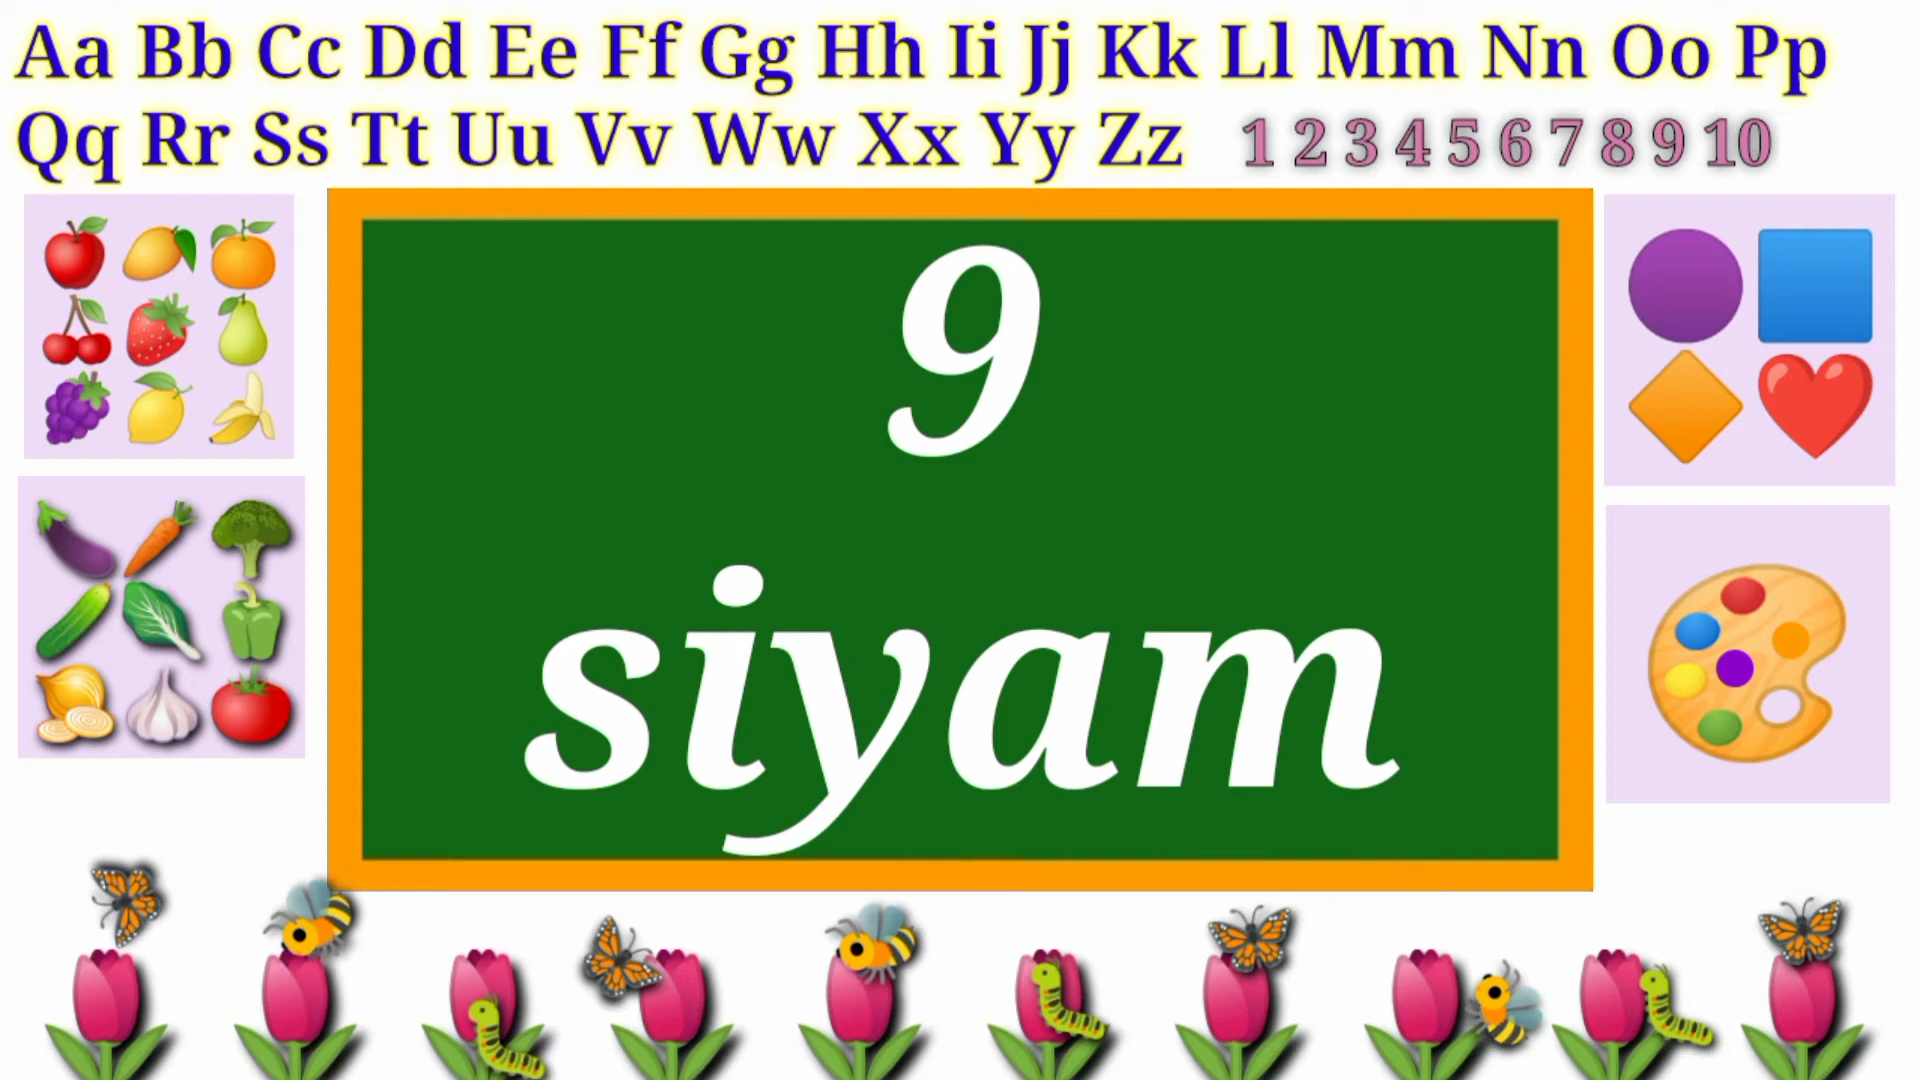 Aa Bb Cc Dd Ee Ff Gg Hh Ii Jj Kk Ll Mm Nn Oo Pp
Qq Rr Ss Tt Uu Vv Ww Xx Yy Zz 1 2 3 4 5 6 7 8 9 10
9
siyam